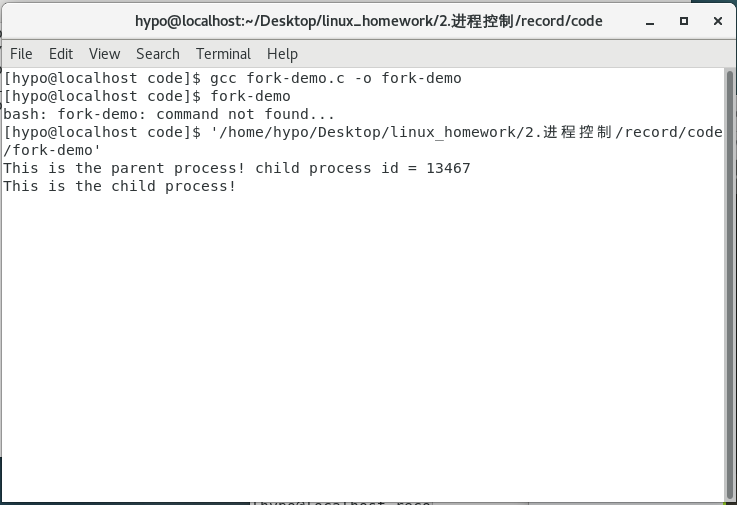 hypo@localhost:~/Desktop/linux_homework/2.进程控制/record/code
File Edit View Search Terminal Help
[hypo@localhost code]$ gcc fork-demo.c -o fork-demo
[hypo@localhost code]$ fork-demo
bash: fork-demo: command not found...
[hypo@localhost code]$ '/home/hypo/Desktop/linux_homework/2.进程控制/record/code
/fork-demo'
This is the parent process! child process id = 13467
This is the child process!